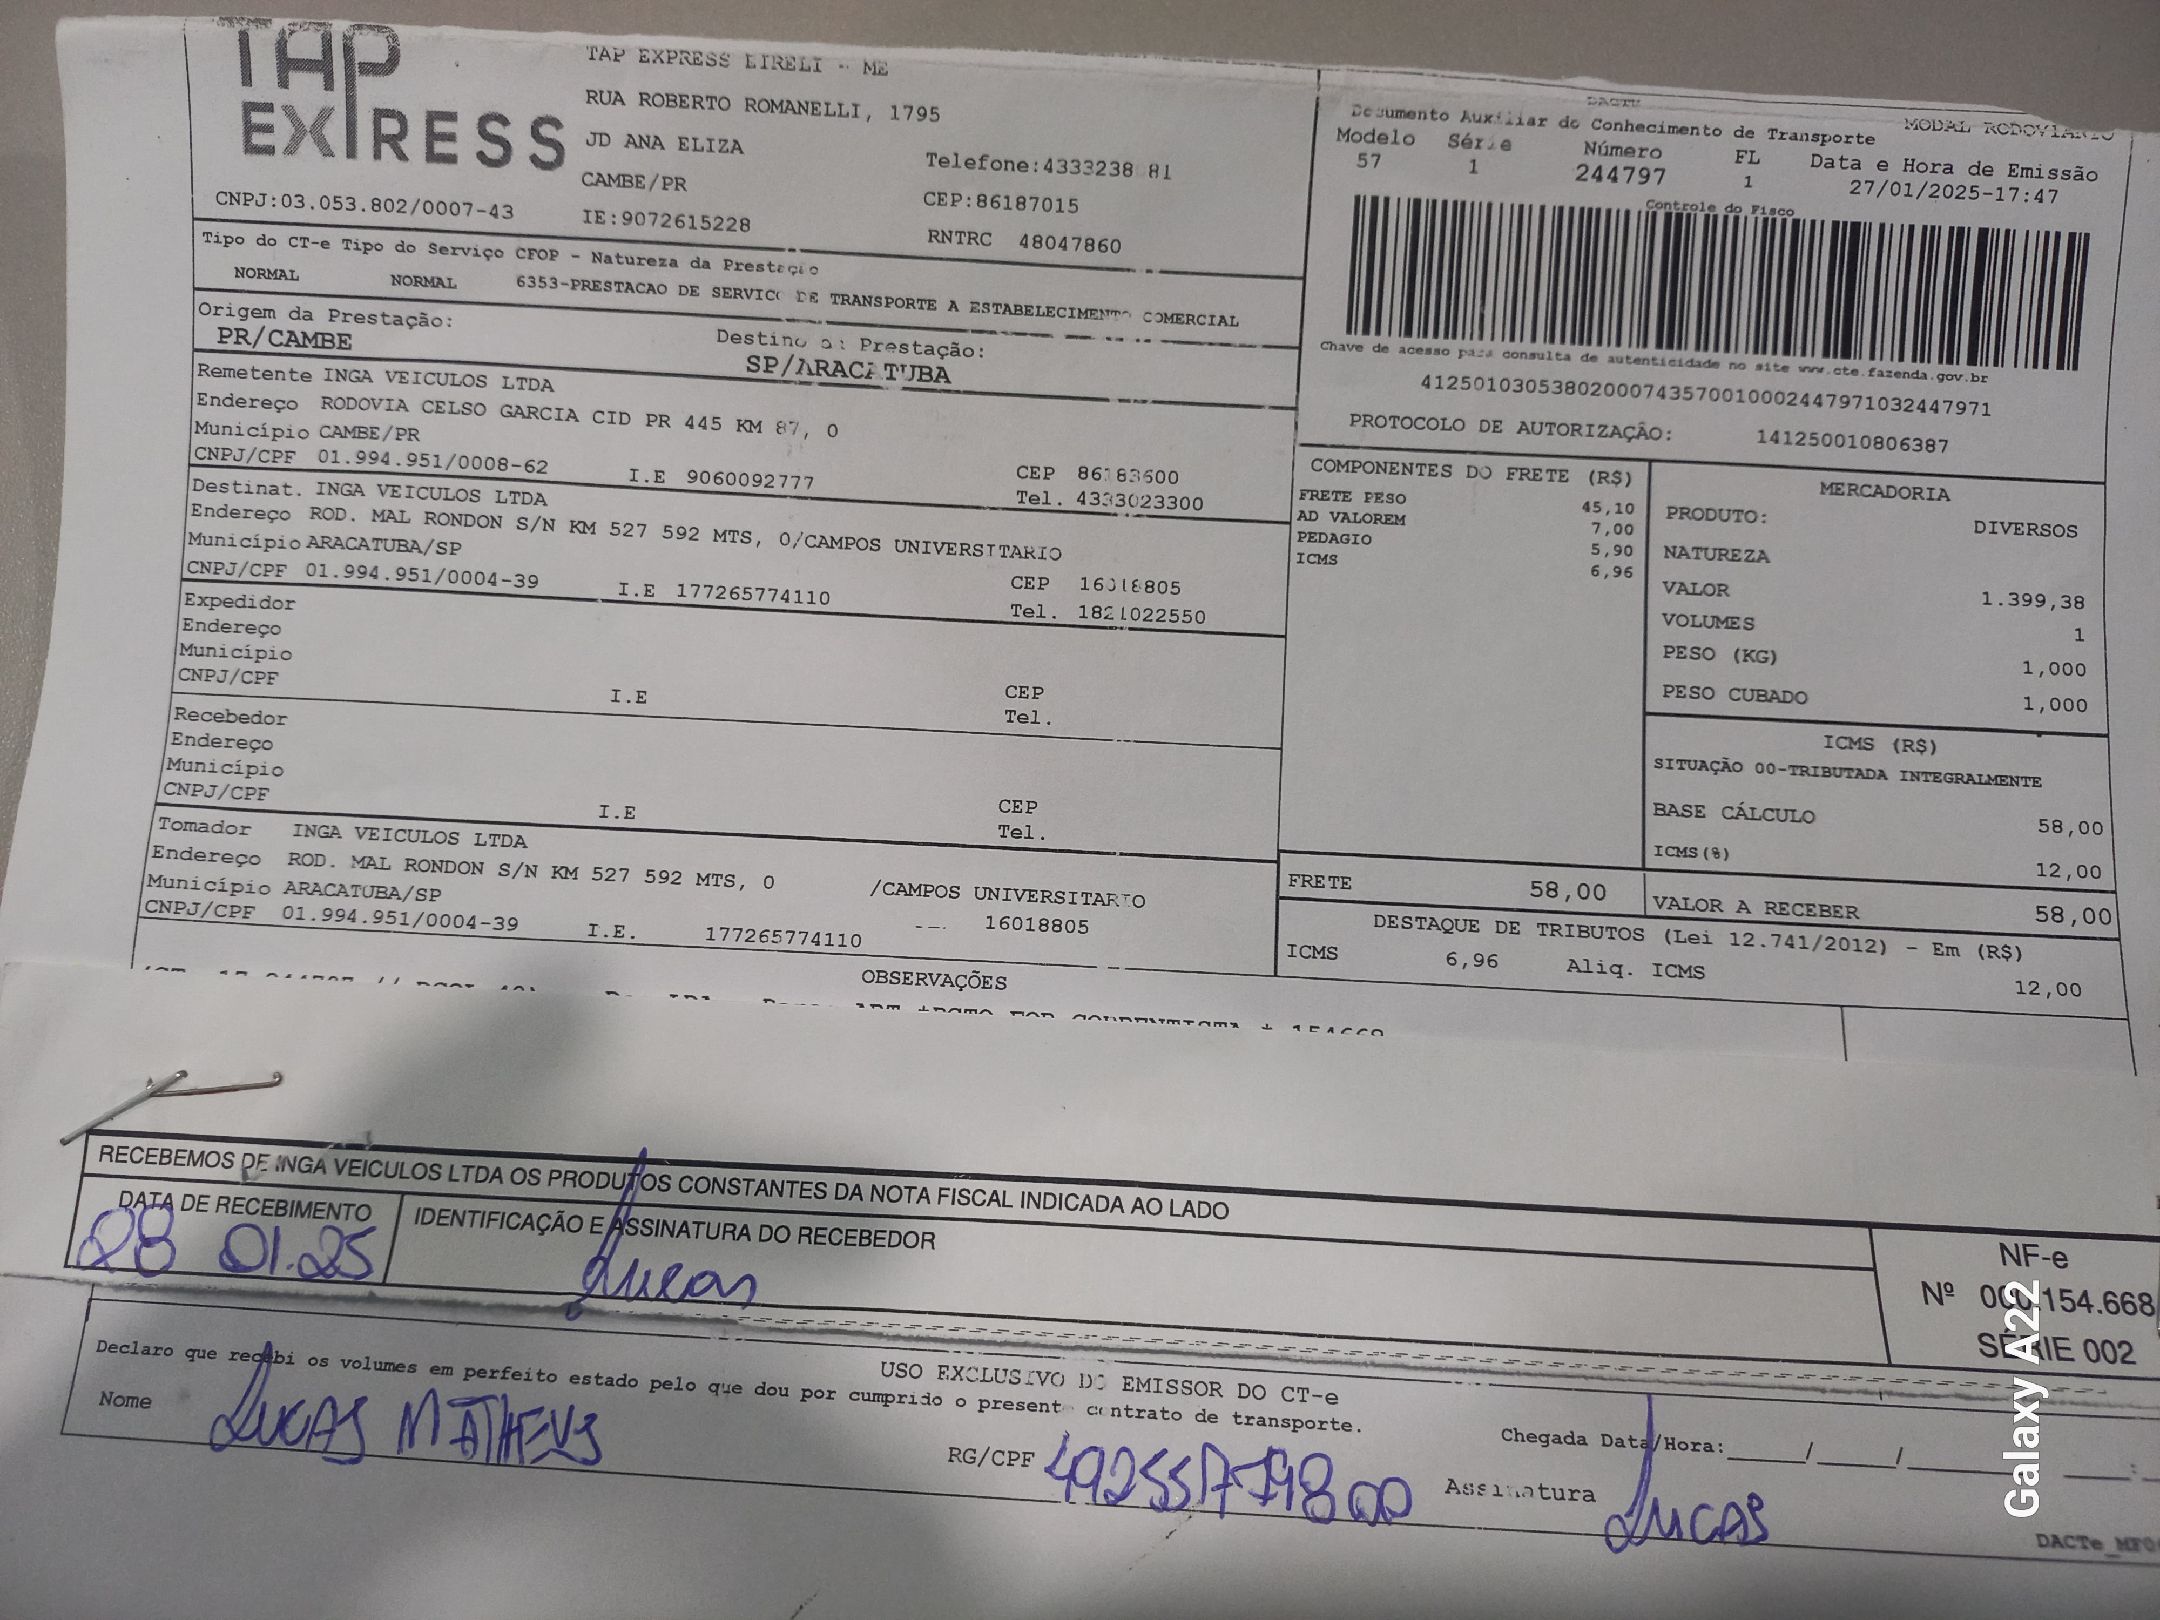 TAP EXPRESS
TAP EXPRESS EIRELI - ME
RUA ROBERTO ROMANELLI, 1795
JD ANA ELIZA
CAMBE/PR Telefone:4333238 81
CEP:86187015
CNPJ:03.053.802/0007-43 IE:9072615228 RNTRC 48047860
DACTE
Documento Auxiliar do Conhecimento de Transporte MODAL RODOVIARIO
Modelo Série Número FL Data e Hora de Emissão
57 1 244797 1 27/01/2025-17:47
Controle do Fisco
Chave de acesso para consulta de autenticidade no site www.cte.fazenda.gov.br
41250103053802000743570010002447971032447971
PROTOCOLO DE AUTORIZAÇÃO: 141250010806387
Tipo do CT-e Tipo do Serviço CFOP - Natureza da Prestação
NORMAL NORMAL 6353-PRESTACAO DE SERVICO DE TRANSPORTE A ESTABELECIMENTO COMERCIAL
Origem da Prestação: Destino da Prestação:
PR/CAMBE SP/ARACATUBA
Remetente INGA VEICULOS LTDA
Endereço RODOVIA CELSO GARCIA CID PR 445 KM 87, 0
Município CAMBE/PR CEP 86183600
CNPJ/CPF 01.994.951/0008-62 I.E 9060092777 Tel. 4333023300
Destinat. INGA VEICULOS LTDA
Endereço ROD. MAL RONDON S/N KM 527 592 MTS, 0/CAMPOS UNIVERSITARIO
Município ARACATUBA/SP CEP 16018805
CNPJ/CPF 01.994.951/0004-39 I.E 177265774110 Tel. 1821022550
Expedidor
Endereço
Município CEP
CNPJ/CPF I.E Tel.
Recebedor
Endereço
Município CEP
CNPJ/CPF I.E Tel.
Tomador INGA VEICULOS LTDA
Endereço ROD. MAL RONDON S/N KM 527 592 MTS, 0 /CAMPOS UNIVERSITARIO
Município ARACATUBA/SP 16018805
CNPJ/CPF 01.994.951/0004-39 I.E. 177265774110
COMPONENTES DO FRETE (R$)
FRETE PESO 45,10
AD VALOREM 7,00
PEDAGIO 5,90
ICMS 6,96
MERCADORIA
PRODUTO: DIVERSOS
NATUREZA
VALOR 1.399,38
VOLUMES 1
PESO (KG) 1,000
PESO CUBADO 1,000
ICMS (R$)
SITUAÇÃO 00-TRIBUTADA INTEGRALMENTE
BASE CÁLCULO 58,00
ICMS(%) 12,00
FRETE 58,00 VALOR A RECEBER 58,00
DESTAQUE DE TRIBUTOS (Lei 12.741/2012) - Em (R$)
ICMS 6,96 Aliq. ICMS 12,00
OBSERVAÇÕES
RECEBEMOS DE INGA VEICULOS LTDA OS PRODUTOS CONSTANTES DA NOTA FISCAL INDICADA AO LADO
DATA DE RECEBIMENTO IDENTIFICAÇÃO E ASSINATURA DO RECEBEDOR
28 01.25 Lucas
NF-e
Nº 000.154.668
SÉRIE 002
USO EXCLUSIVO DO EMISSOR DO CT-e
Declaro que recebi os volumes em perfeito estado pelo que dou por cumprido o presente contrato de transporte.
Nome LUCAS MATHEUS RG/CPF 492557779800 Chegada Data/Hora:____/____/____ ____:
Assinatura LUCAS
Galaxy A22